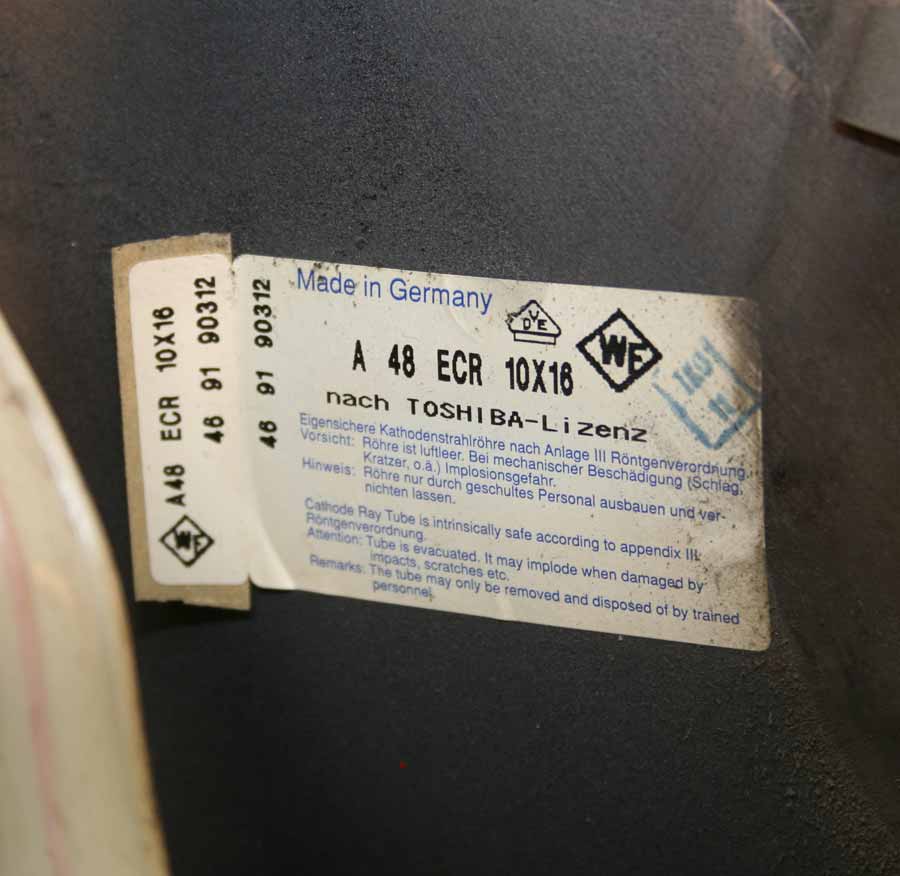 A48 ECR 10X16
46 91 90312
WF
46 91 90312
Made in Germany
VDE
WF
A 48 ECR 10X16
nach TOSHIBA-Lizenz
Eigensichere Kathodenstrahlröhre nach Anlage III Röntgenverordnung.
Vorsicht: Röhre ist luftleer. Bei mechanischer Beschädigung (Schlag,
Kratzer, o.ä.) Implosionsgefahr.
Hinweis: Röhre nur durch geschultes Personal ausbauen und ver-
nichten lassen.
Cathode Ray Tube is intrinsically safe according to appendix III.
Röntgenverordnung.
Attention: Tube is evacuated. It may implode when damaged by
impacts, scratches etc.
Remarks: The tube may only be removed and disposed of by trained
personnel.